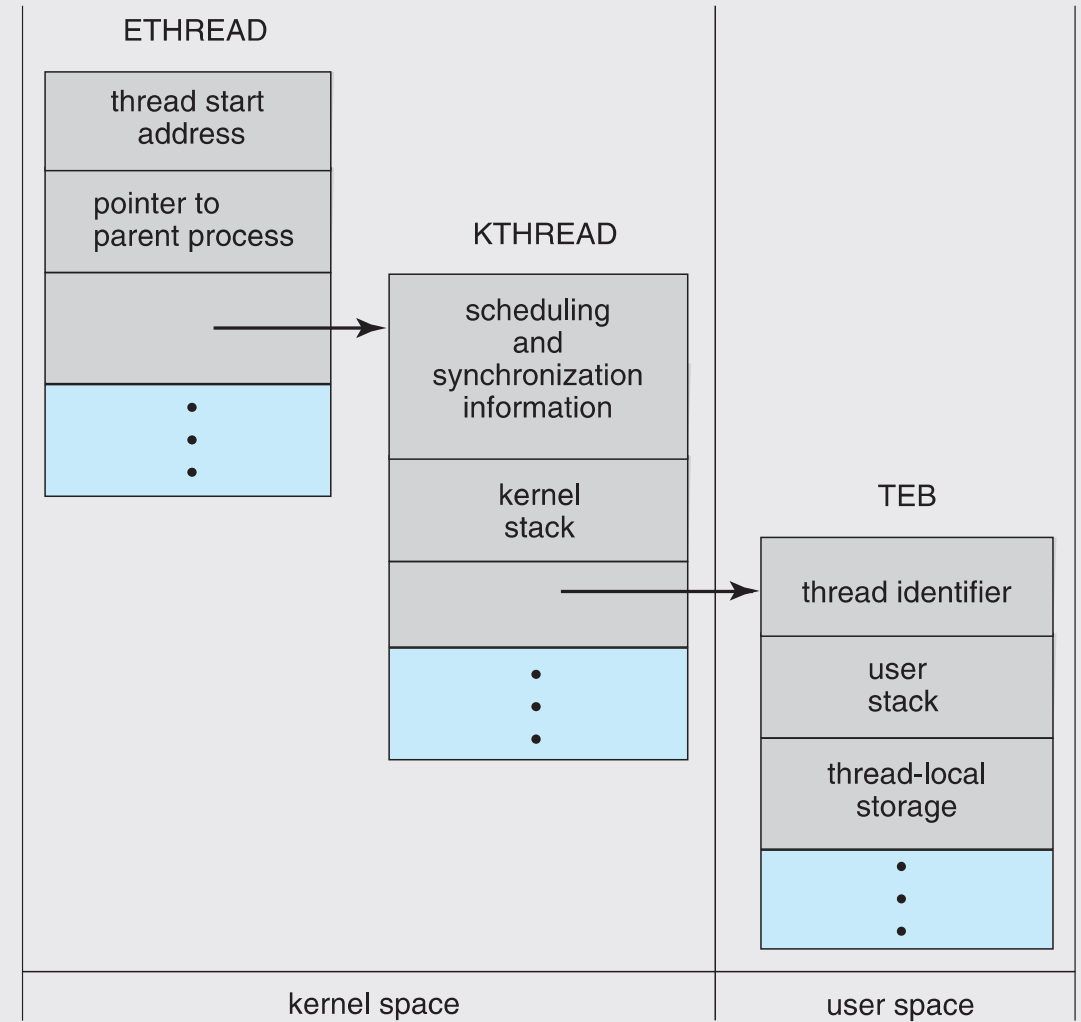 ETHREAD
thread start
address
pointer to
parent process
KTHREAD
scheduling
and
synchronization
information
kernel
stack
TEB
thread identifier
user
stack
thread-local
storage
kernel space
user space